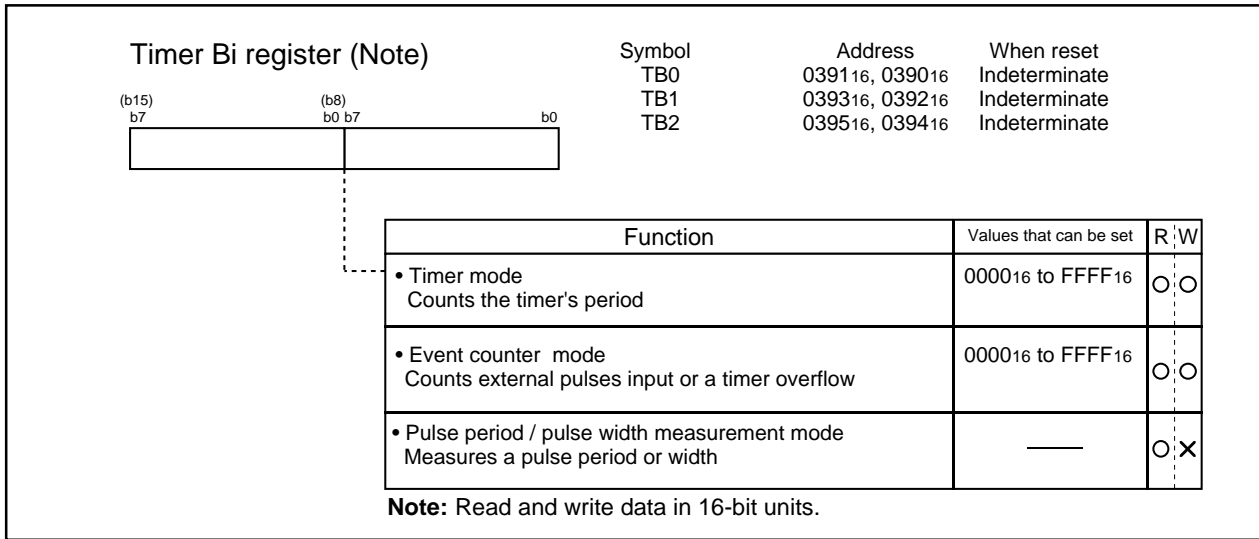 Timer Bi register (Note)
Symbol Address When reset
TB0 039116, 039016 Indeterminate
TB1 039316, 039216 Indeterminate
TB2 039516, 039416 Indeterminate
(b15) (b8)
b7 b0 b7 b0
Function Values that can be set R W
• Timer mode 000016 to FFFF16
Counts the timer's period
• Event counter mode 000016 to FFFF16
Counts external pulses input or a timer overflow
• Pulse period / pulse width measurement mode
Measures a pulse period or width
Note: Read and write data in 16-bit units.